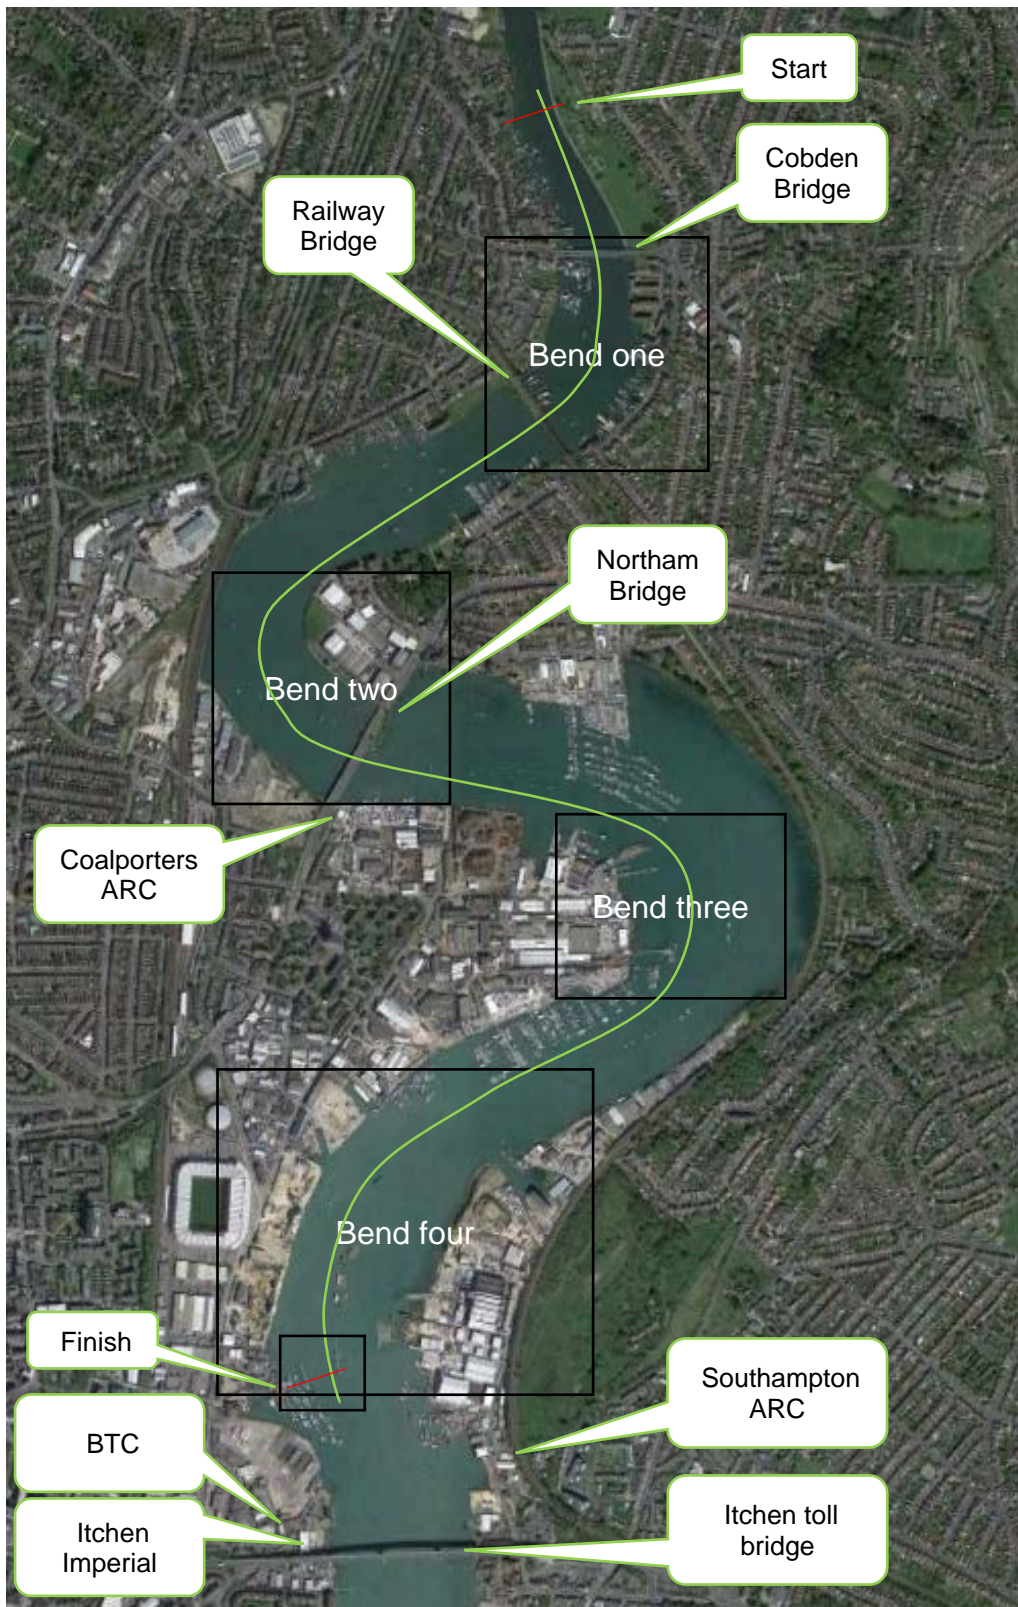 Start
Cobden
Bridge
Railway
Bridge
Bend one
Northam
Bridge
Bend two
Coalporters
ARC
Bend three
Bend four
Finish
Southampton
ARC
BTC
Itchen
Imperial
Itchen toll
bridge